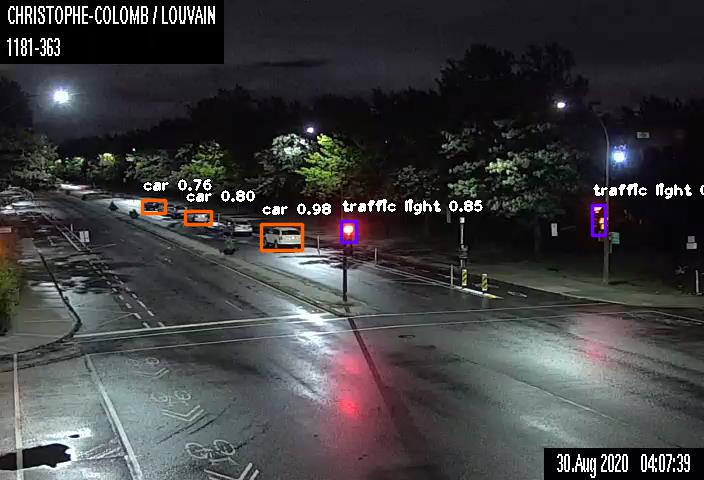 CHRISTOPHE-COLOMB / LOUVAIN
1181-363
car 0.76
car 0.80
car 0.98
traffic light 0.85
traffic light
30.Aug 2020 04:07:39